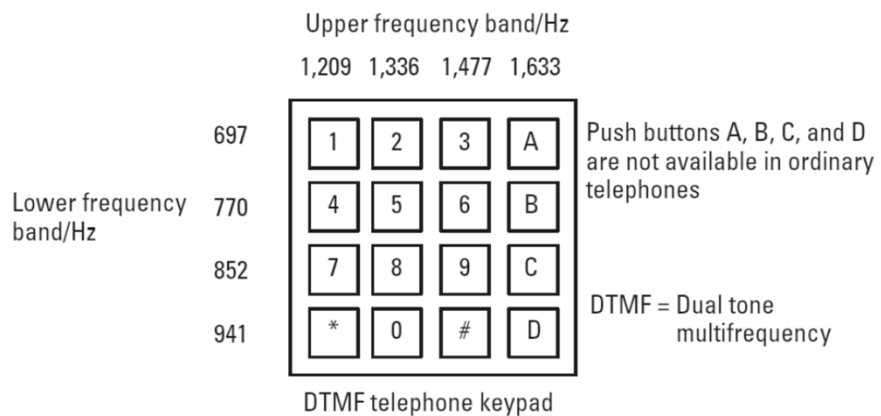 Upper frequency band/Hz
1,209 1,336 1,477 1,633
697 1 2 3 A
Push buttons A, B, C, and D
are not available in ordinary
telephones
Lower frequency
band/Hz
770 4 5 6 B
852 7 8 9 C
941 * 0 # D
DTMF = Dual tone
multifrequency
DTMF telephone keypad